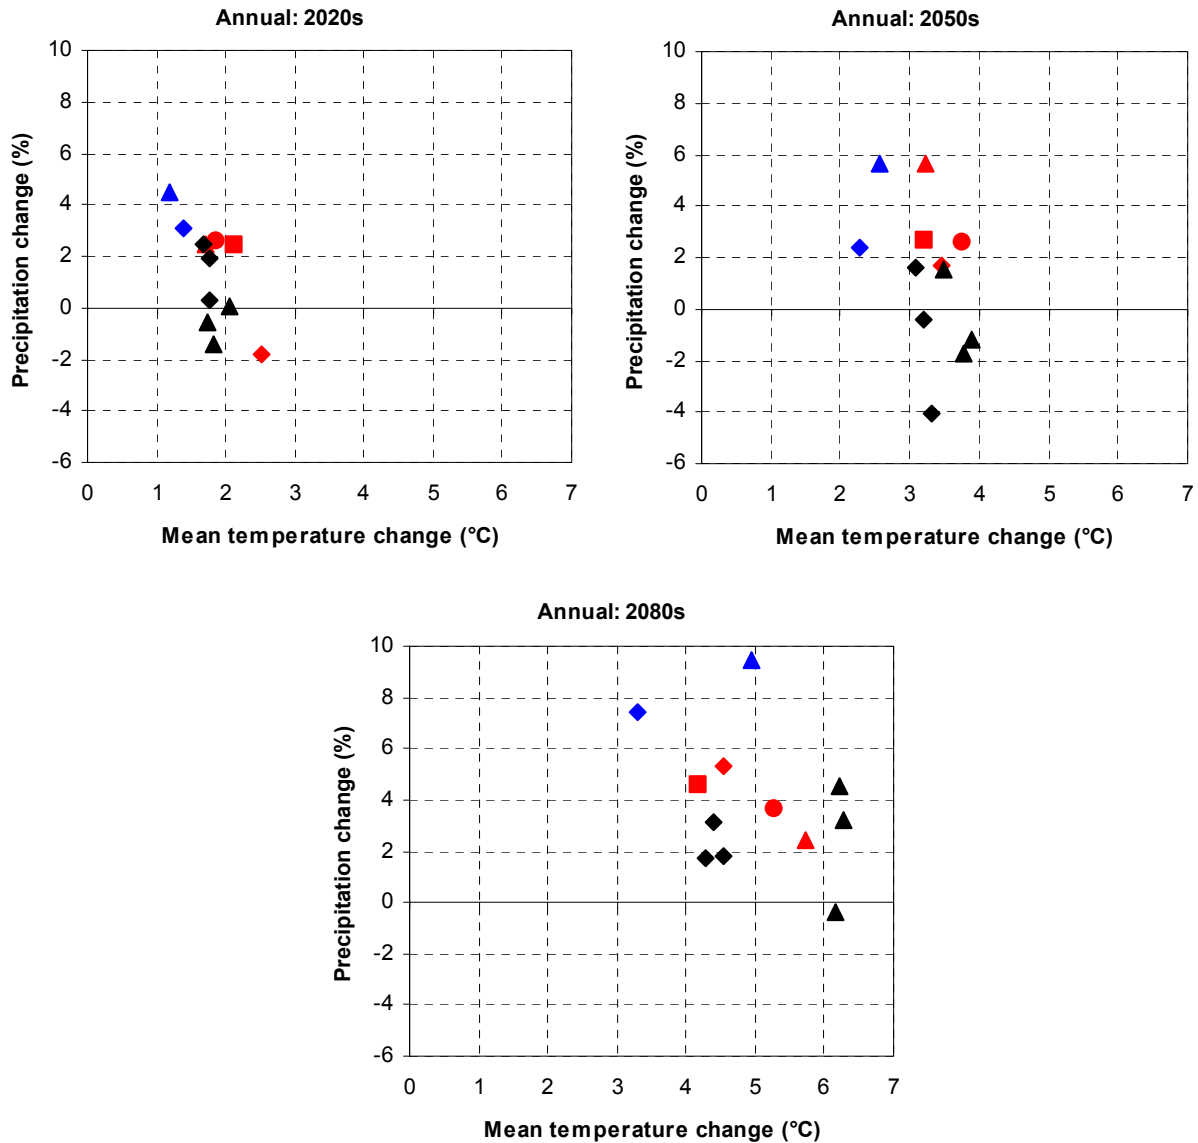 Annual: 2020s
10
8
6
4
2
0
-2
-4
-6
Precipitation change (%)
0 1 2 3 4 5 6 7
Mean temperature change (°C)
Annual: 2050s
10
8
6
4
2
0
-2
-4
-6
Precipitation change (%)
0 1 2 3 4 5 6 7
Mean temperature change (°C)
Annual: 2080s
10
8
6
4
2
0
-2
-4
-6
Precipitation change (%)
0 1 2 3 4 5 6 7
Mean temperature change (°C)